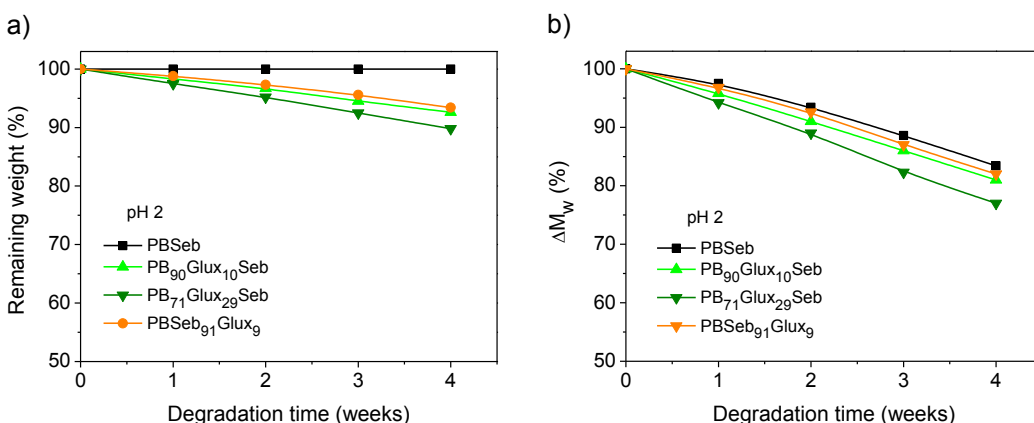 a)
Remaining weight (%)
100
90
80
70
60
50
pH 2
PBSeb
PB90Glux10Seb
PB71Glux29Seb
PBSeb91Glux9
0 1 2 3 4
Degradation time (weeks)
b)
ΔMw (%)
100
90
80
70
60
50
pH 2
PBSeb
PB90Glux10Seb
PB71Glux29Seb
PBSeb91Glux9
0 1 2 3 4
Degradation time (weeks)